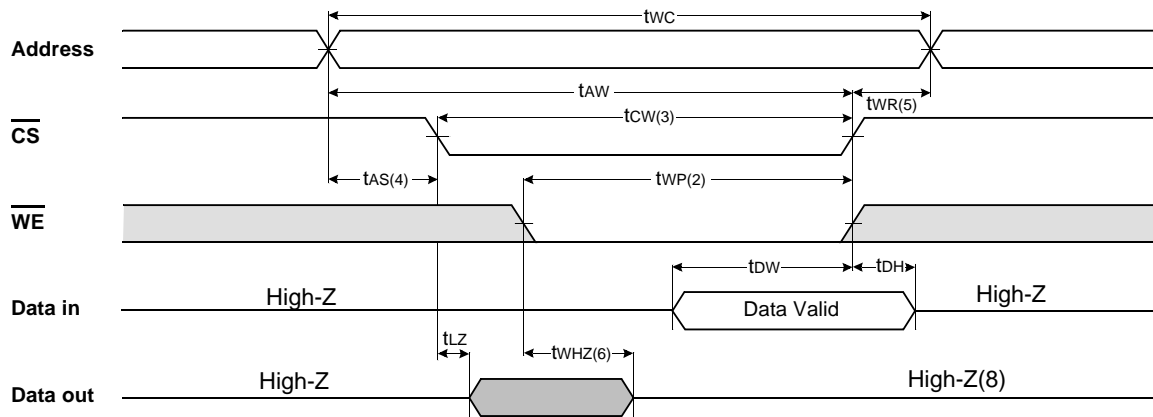 tWC
Address
tAW
tWR(5)
tCW(3)
CS
tAS(4)
tWP(2)
WE
tDW
tDH
High-Z
Data Valid
High-Z
Data in
tLZ
tWHZ(6)
High-Z
High-Z(8)
Data out